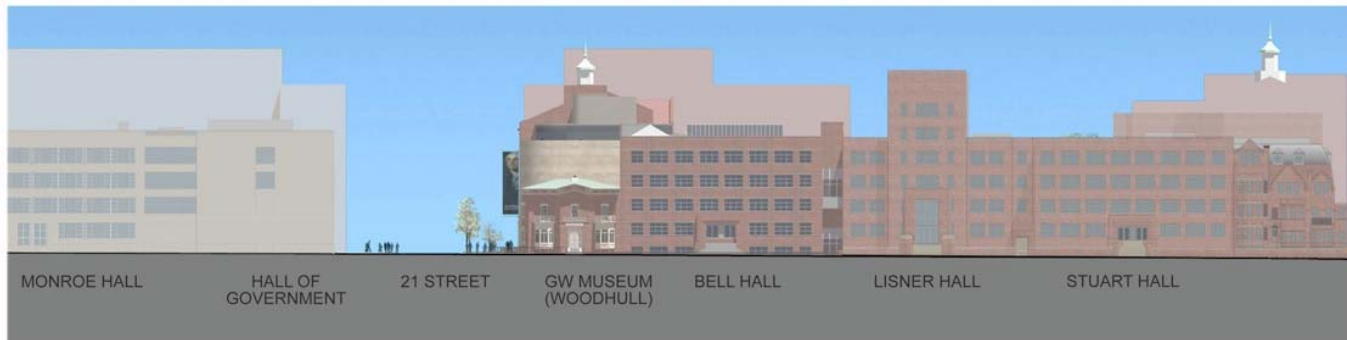 MONROE HALL
HALL OF
GOVERNMENT
21 STREET
GW MUSEUM
(WOODHULL)
BELL HALL
LISNER HALL
STUART HALL